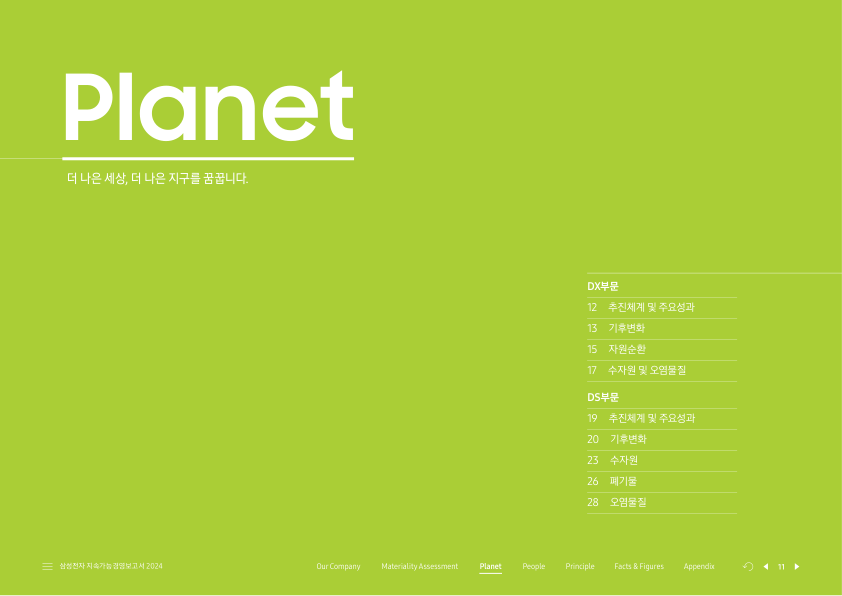 Planet
더 나은 세상, 더 나은 지구를 꿈꿉니다.
DX부문
12 추진체계 및 주요성과
13 기후변화
15 자원순환
17 수자원 및 오염물질
DS부문
19 추진체계 및 주요성과
20 기후변화
23 수자원
26 폐기물
28 오염물질
삼성전자 지속가능경영보고서 2024 Our Company Materiality Assessment Planet People Principle Facts & Figures Appendix 11